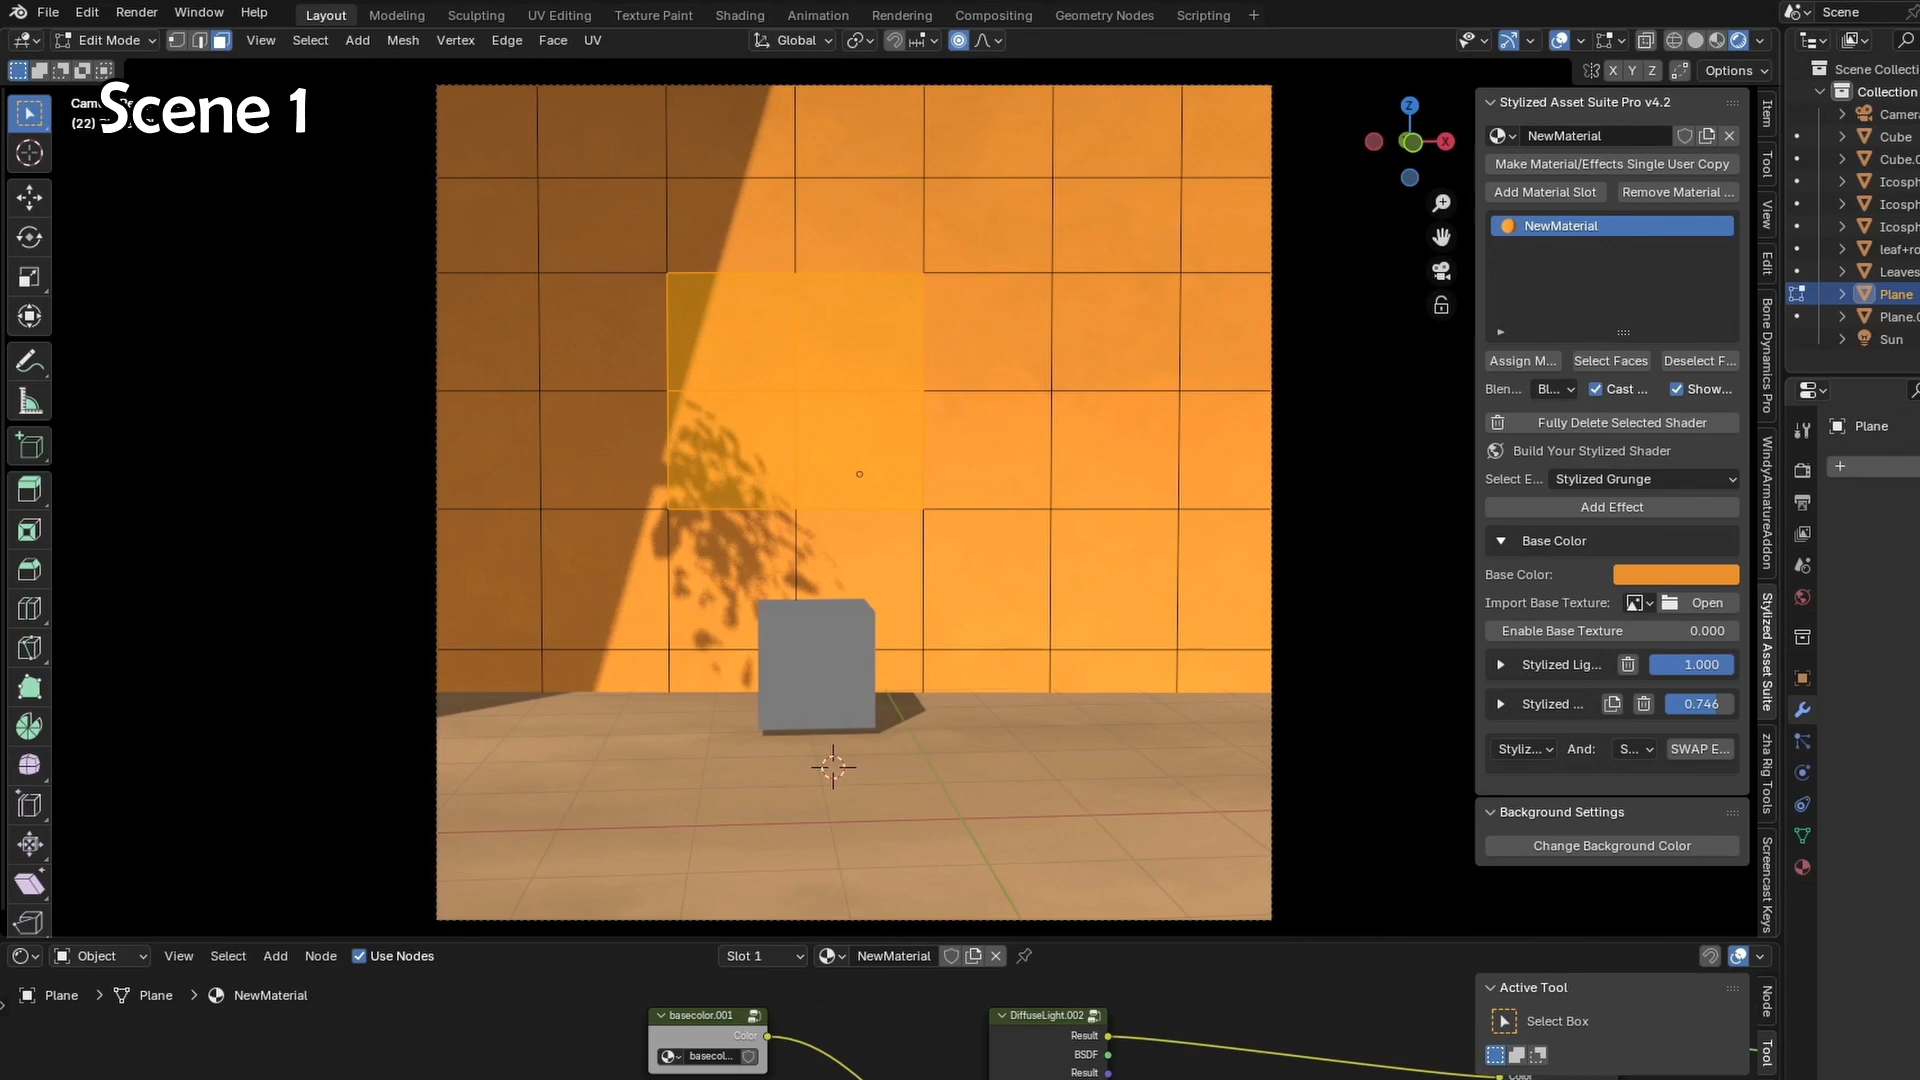 File Edit Render Window Help
Layout Modeling Sculpting UV Editing Texture Paint Shading Animation Rendering Compositing Geometry Nodes Scripting +
Scene
Edit Mode View Select Add Mesh Vertex Edge Face UV
Global
X Y Z Options
Scene 1
(22)
Z
X
Scene Collecti
Collection
Camera
Cube
Cube.0
Icosph
Icosph
Icosph
leaf+ro
Leaves
Plane
Plane.0
Sun
Plane
+
Stylized Asset Suite Pro v4.2
NewMaterial
Make Material/Effects Single User Copy
Add Material Slot Remove Material ...
NewMaterial
Assign M... Select Faces Deselect F...
Blen... Bl... Cast ... Show...
Fully Delete Selected Shader
Build Your Stylized Shader
Select E... Stylized Grunge
Add Effect
Base Color
Base Color:
Import Base Texture: Open
Enable Base Texture 0.000
Stylized Lig... 1.000
Stylized ... 0.746
Styliz... And: S... SWAP E...
Background Settings
Change Background Color
Item
Tool
View
Edit
Bone Dynamics Pro
WindyArmatureAddon
Stylized Asset Suite
zha Rig Tools
Screencast Keys
Object View Select Add Node Use Nodes Slot 1 NewMaterial
Plane > Plane > NewMaterial
basecolor.001
Color
basecol...
DiffuseLight.002
Result
BSDF
Result
Color
Active Tool
Select Box
Node
Tool